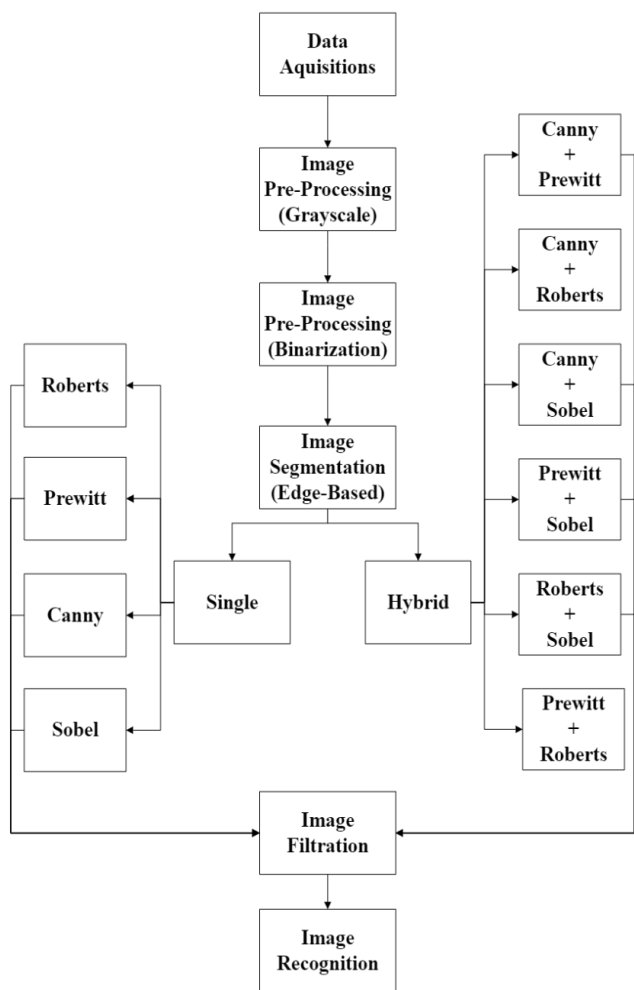 Data
Aquisitions
Image
Pre-Processing
(Grayscale)
Image
Pre-Processing
(Binarization)
Image
Segmentation
(Edge-Based)
Single
Hybrid
Roberts
Prewitt
Canny
Sobel
Canny
+
Prewitt
Canny
+
Roberts
Canny
+
Sobel
Prewitt
+
Sobel
Roberts
+
Sobel
Prewitt
+
Roberts
Image
Filtration
Image
Recognition